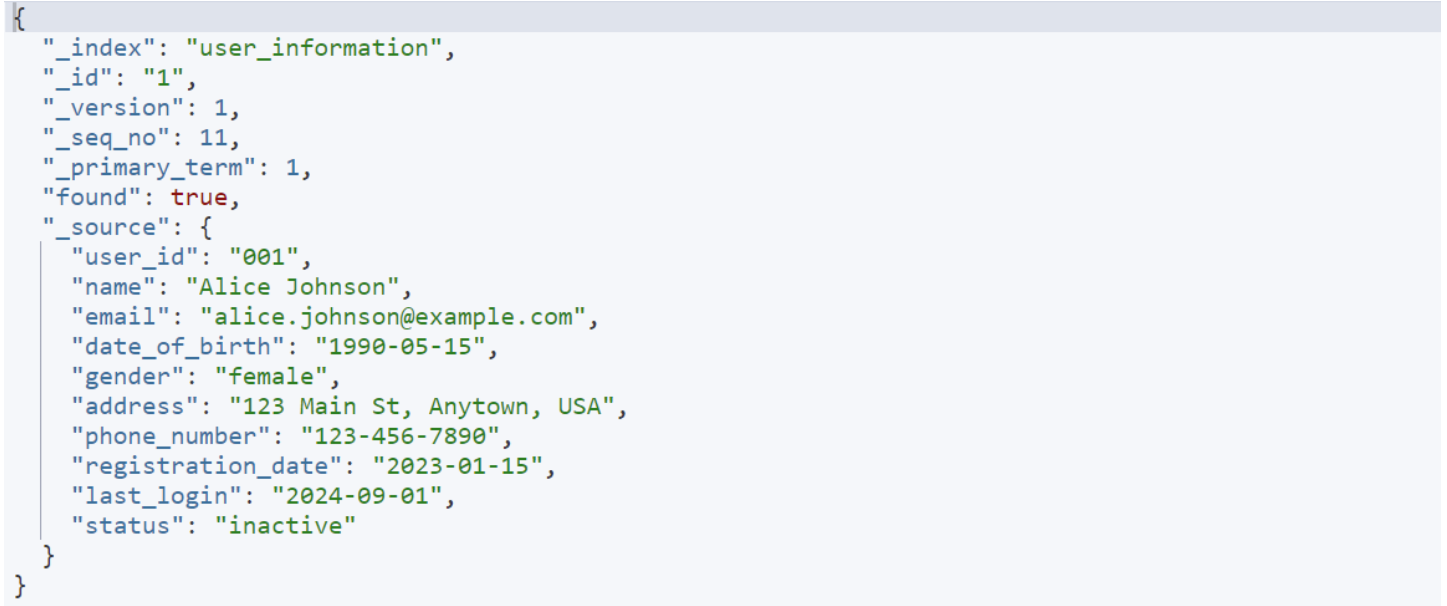 {
  "_index": "user_information",
  "_id": "1",
  "_version": 1,
  "_seq_no": 11,
  "_primary_term": 1,
  "found": true,
  "_source": {
    "user_id": "001",
    "name": "Alice Johnson",
    "email": "alice.johnson@example.com",
    "date_of_birth": "1990-05-15",
    "gender": "female",
    "address": "123 Main St, Anytown, USA",
    "phone_number": "123-456-7890",
    "registration_date": "2023-01-15",
    "last_login": "2024-09-01",
    "status": "inactive"
  }
}